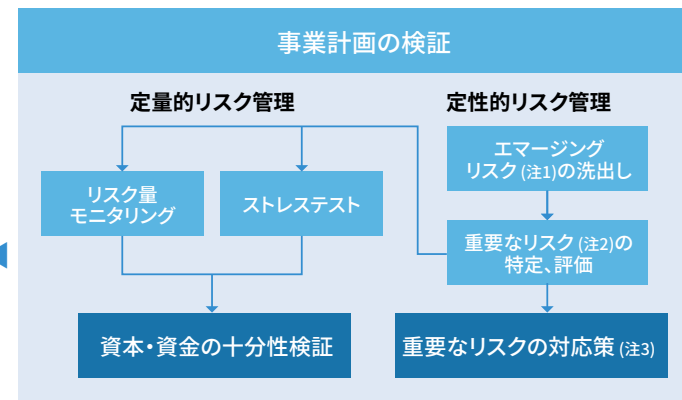 事業計画の検証
定量的リスク管理
リスク量
モニタリング
ストレステスト
資本・資金の十分性検証
定性的リスク管理
エマージング
リスク(注1)の洗出し
重要なリスク(注2)の
特定、評価
重要なリスクの対応策(注3)